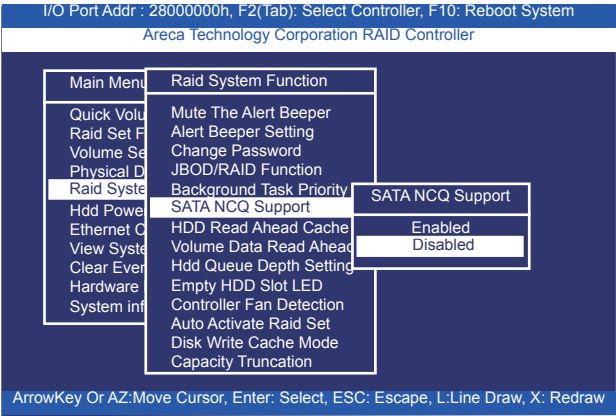 I/O Port Addr : 28000000h, F2(Tab): Select Controller, F10: Reboot System
Areca Technology Corporation RAID Controller
Main Menu
Quick Volu
Raid Set F
Volume Se
Physical D
Raid Syste
Hdd Powe
Ethernet C
View Syste
Clear Even
Hardware
System inf
Raid System Function
Mute The Alert Beeper
Alert Beeper Setting
Change Password
JBOD/RAID Function
Background Task Priority
SATA NCQ Support
HDD Read Ahead Cache
Volume Data Read Ahead
Hdd Queue Depth Setting
Empty HDD Slot LED
Controller Fan Detection
Auto Activate Raid Set
Disk Write Cache Mode
Capacity Truncation
SATA NCQ Support
Enabled
Disabled
ArrowKey Or AZ:Move Cursor, Enter: Select, ESC: Escape, L:Line Draw, X: Redraw